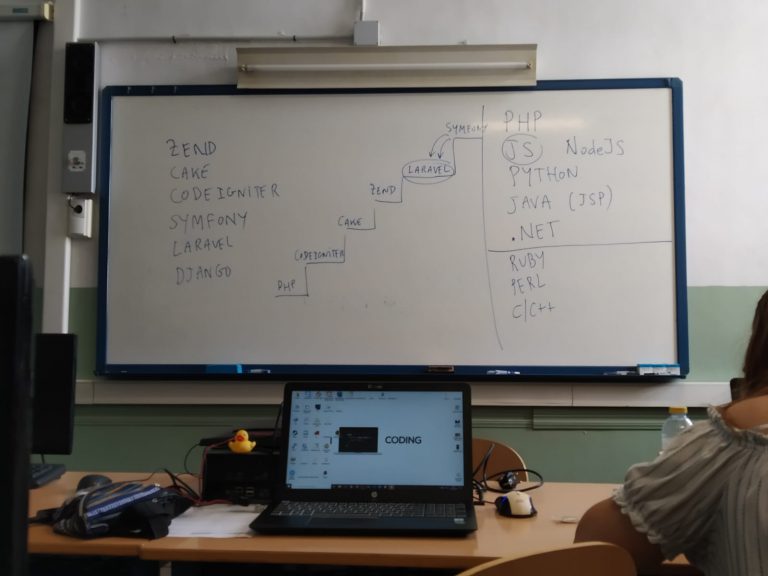 ZEND
CAKE
CODEIGNITER
SYMFONY
LARAVEL
DJANGO
SYMFONY
LARAVEL
ZEND
CAKE
CODEIGNITER
PHP
PHP
JS NodeJS
PYTHON
JAVA (JSP)
.NET
RUBY
PERL
C/C++
CODING
hp